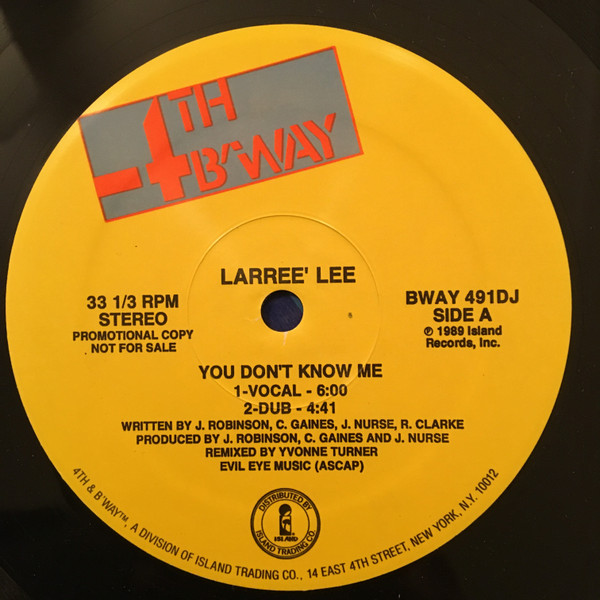 4TH
B'WAY
LARREE' LEE
33 1/3 RPM
STEREO
PROMOTIONAL COPY
NOT FOR SALE
BWAY 491DJ
SIDE A
℗ 1989 Island
Records, Inc.
YOU DON'T KNOW ME
1-VOCAL - 6:00
2-DUB - 4:41
WRITTEN BY J. ROBINSON, C. GAINES, J. NURSE, R. CLARKE
PRODUCED BY J. ROBINSON, C. GAINES AND J. NURSE
REMIXED BY YVONNE TURNER
EVIL EYE MUSIC (ASCAP)
DISTRIBUTED BY
ISLAND
ISLAND TRADING CO.
4TH & B'WAY™, A DIVISION OF ISLAND TRADING CO., 14 EAST 4TH STREET, NEW YORK, N.Y. 10012